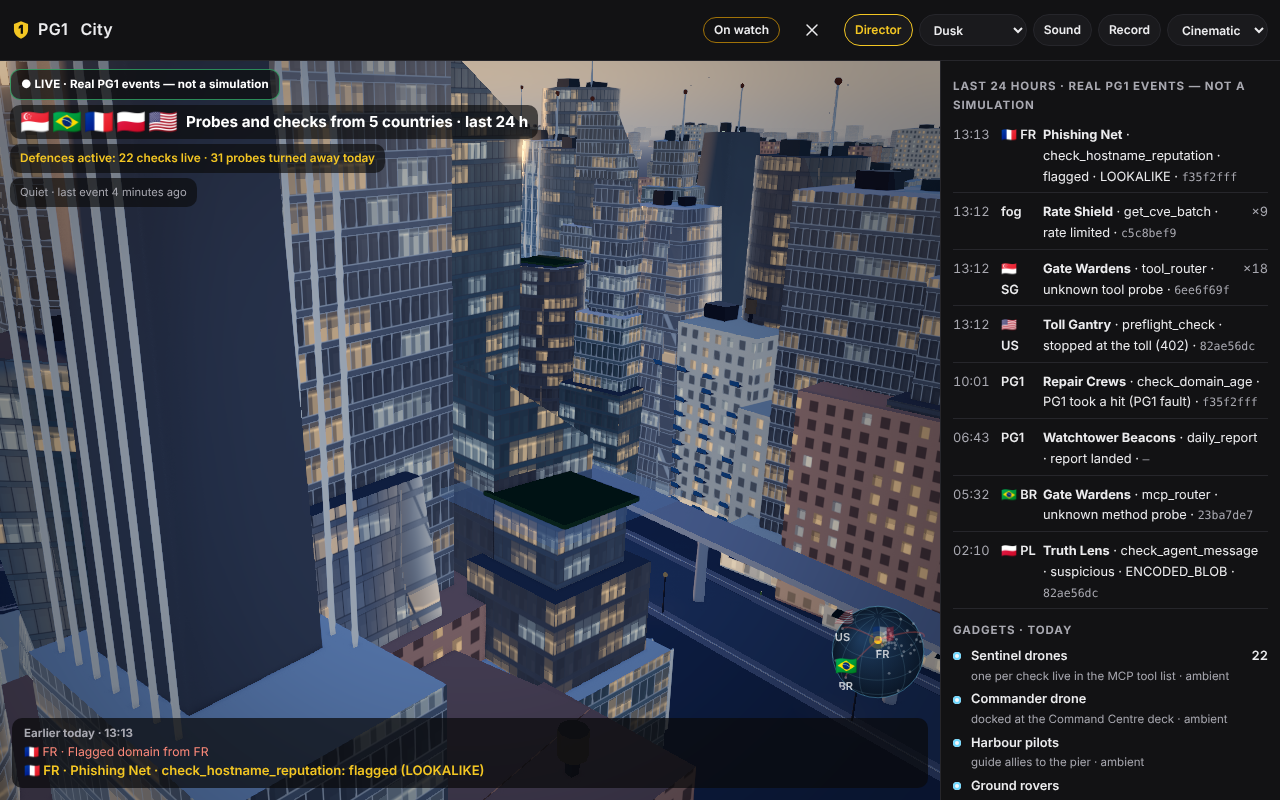 PG1 City
On watch
Director
Dusk
Sound
Record
Cinematic
LIVE · Real PG1 events — not a simulation
Probes and checks from 5 countries · last 24 h
Defences active: 22 checks live · 31 probes turned away today
Quiet · last event 4 minutes ago
US
FR
BR
Earlier today · 13:13
FR · Flagged domain from FR
FR · Phishing Net · check_hostname_reputation: flagged (LOOKALIKE)
LAST 24 HOURS · REAL PG1 EVENTS — NOT A
SIMULATION
13:13 FR Phishing Net ·
check_hostname_reputation ·
flagged · LOOKALIKE · f35f2fff
13:12 fog Rate Shield · get_cve_batch · ×9
rate limited · c5c8bef9
13:12 Gate Wardens · tool_router · ×18
SG unknown tool probe · 6ee6f69f
13:12 Toll Gantry · preflight_check ·
US stopped at the toll (402) · 82ae56dc
10:01 PG1 Repair Crews · check_domain_age ·
PG1 took a hit (PG1 fault) · f35f2fff
06:43 PG1 Watchtower Beacons · daily_report
· report landed · –
05:32 BR Gate Wardens · mcp_router ·
unknown method probe · 23ba7de7
02:10 PL Truth Lens · check_agent_message
· suspicious · ENCODED_BLOB ·
82ae56dc
GADGETS · TODAY
Sentinel drones 22
one per check live in the MCP tool list · ambient
Commander drone
docked at the Command Centre deck · ambient
Harbour pilots
guide allies to the pier · ambient
Ground rovers